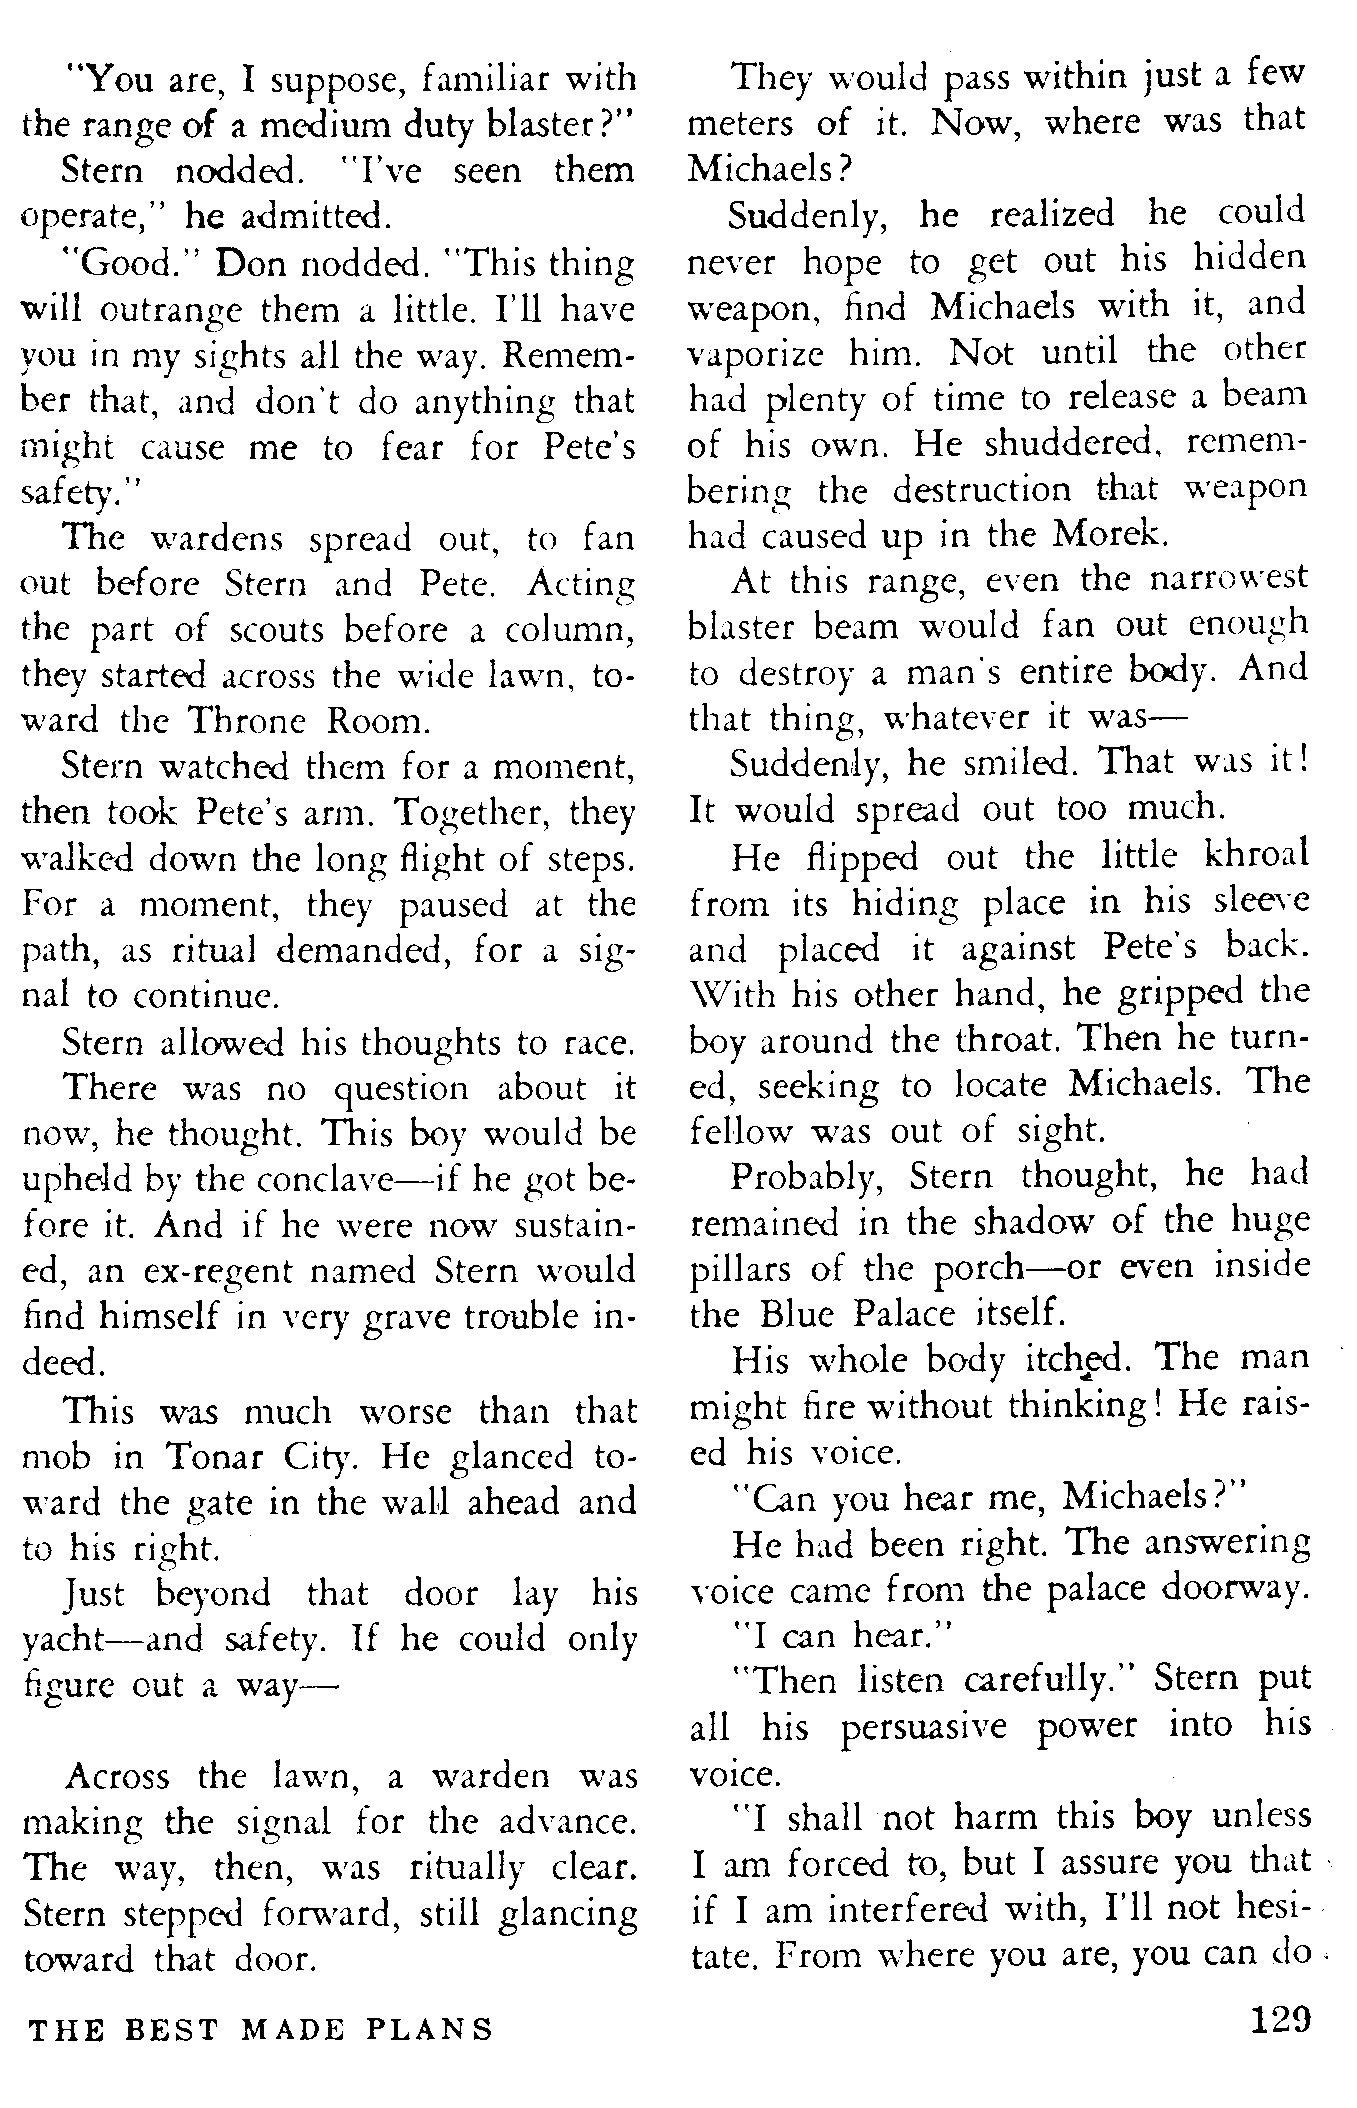 "You are, I suppose, familiar with
the range of a medium duty blaster?"
Stern nodded. "I've seen them
operate," he admitted.
"Good." Don nodded. "This thing
will outrange them a little. I'll have
you in my sights all the way. Remem-
ber that, and don't do anything that
might cause me to fear for Pete's
safety."
The wardens spread out, to fan
out before Stern and Pete. Acting
the part of scouts before a column,
they started across the wide lawn, to-
ward the Throne Room.
Stern watched them for a moment,
then took Pete's arm. Together, they
walked down the long flight of steps.
For a moment, they paused at the
path, as ritual demanded, for a sig-
nal to continue.
Stern allowed his thoughts to race.
There was no question about it
now, he thought. This boy would be
upheld by the conclave—if he got be-
fore it. And if he were now sustain-
ed, an ex-regent named Stern would
find himself in very grave trouble in-
deed.
This was much worse than that
mob in Tonar City. He glanced to-
ward the gate in the wall ahead and
to his right.
Just beyond that door lay his
yacht—and safety. If he could only
figure out a way—
Across the lawn, a warden was
making the signal for the advance.
The way, then, was ritually clear.
Stern stepped forward, still glancing
toward that door.
They would pass within just a few
meters of it. Now, where was that
Michaels?
Suddenly, he realized he could
never hope to get out his hidden
weapon, find Michaels with it, and
vaporize him. Not until the other
had plenty of time to release a beam
of his own. He shuddered, remem-
bering the destruction that weapon
had caused up in the Morek.
At this range, even the narrowest
blaster beam would fan out enough
to destroy a man's entire body. And
that thing, whatever it was—
Suddenly, he smiled. That was it!
It would spread out too much.
He flipped out the little khroal
from its hiding place in his sleeve
and placed it against Pete's back.
With his other hand, he gripped the
boy around the throat. Then he turn-
ed, seeking to locate Michaels. The
fellow was out of sight.
Probably, Stern thought, he had
remained in the shadow of the huge
pillars of the porch—or even inside
the Blue Palace itself.
His whole body itched. The man
might fire without thinking! He rais-
ed his voice.
"Can you hear me, Michaels?"
He had been right. The answering
voice came from the palace doorway.
"I can hear."
"Then listen carefully." Stern put
all his persuasive power into his
voice.
"I shall not harm this boy unless
I am forced to, but I assure you that
if I am interfered with, I'll not hesi-
tate. From where you are, you can do
THE BEST MADE PLANS
129